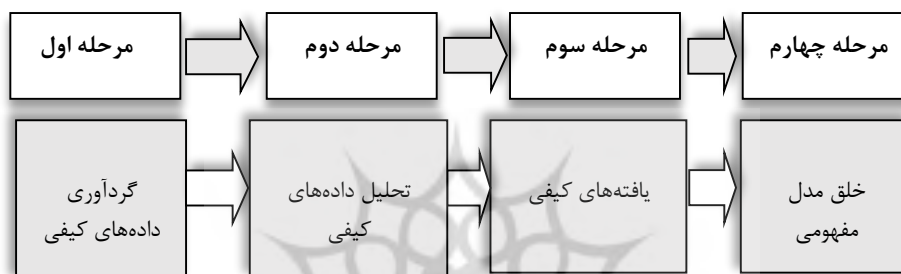 مرحله اول
مرحله دوم
مرحله سوم
مرحله چهارم
گردآوری
داده‌های کیفی
تحلیل داده‌های
کیفی
یافته‌های کیفی
خلق مدل
مفهومی